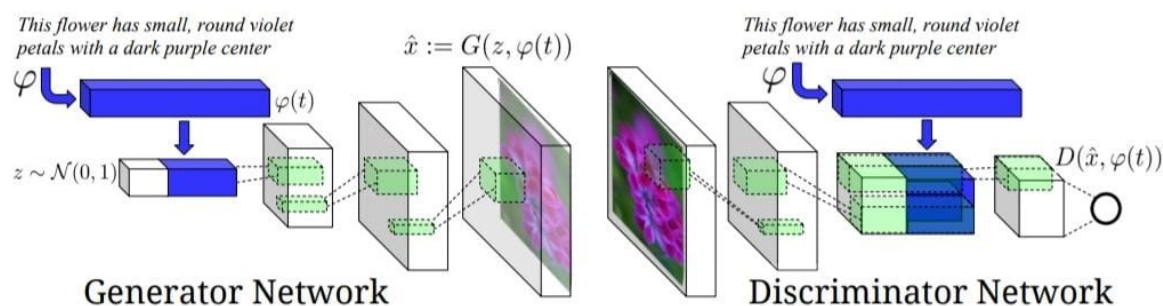 This flower has small, round violet
petals with a dark purple center
φ
φ(t)
z ~ 𝒩(0, 1)
x̂ := G(z, φ(t))
Generator Network
This flower has small, round violet
petals with a dark purple center
φ
D(x̂, φ(t))
Discriminator Network